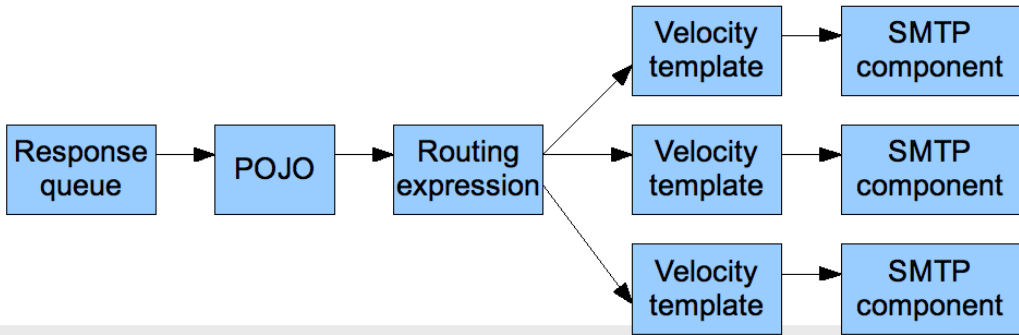 Response
queue
POJO
Routing
expression
Velocity
template
SMTP
component
Velocity
template
SMTP
component
Velocity
template
SMTP
component